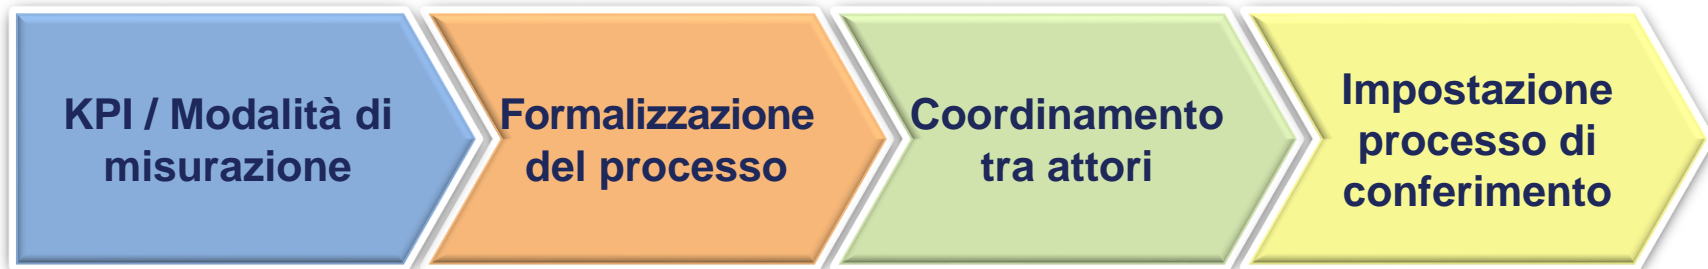 KPI / Modalità di
misurazione
Formalizzazione
del processo
Coordinamento
tra attori
Impostazione
processo di
conferimento